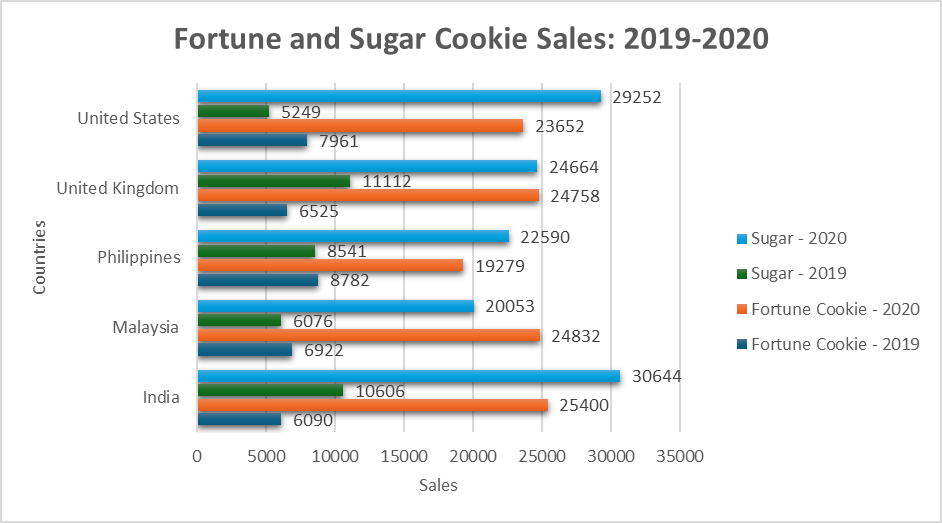 Fortune and Sugar Cookie Sales: 2019-2020
29252
United States
5249
23652
7961
24664
United Kingdom
11112
24758
6525
22590
Philippines
8541
19279
8782
20053
Malaysia
6076
24832
6922
30644
India
10606
25400
6090
0 5000 10000 15000 20000 25000 30000 35000
Sales
Countries
Sugar - 2020
Sugar - 2019
Fortune Cookie - 2020
Fortune Cookie - 2019